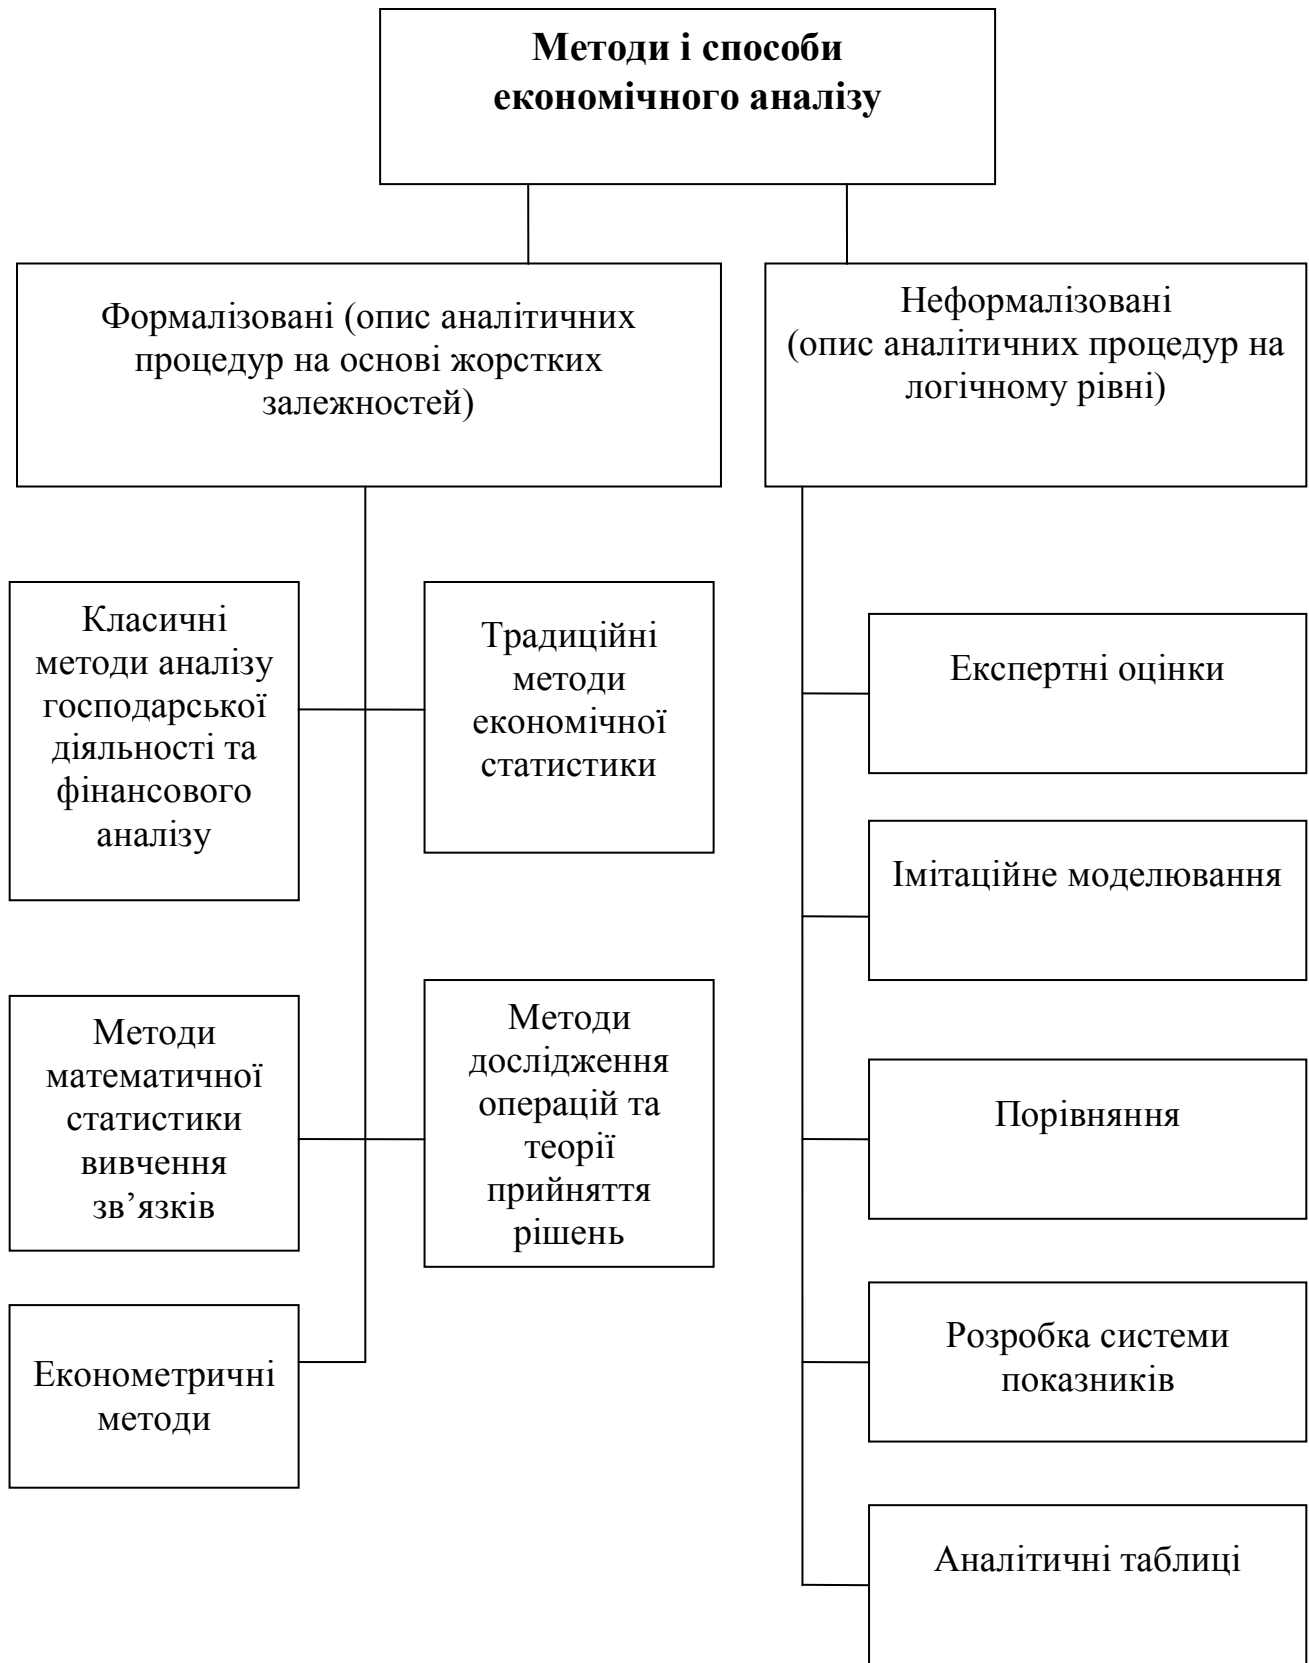 Методи і способи
економічного аналізу
Формалізовані (опис аналітичних
процедур на основі жорстких
залежностей)
Неформалізовані
(опис аналітичних процедур на
логічному рівні)
Класичні
методи аналізу
господарської
діяльності та
фінансового
аналізу
Традиційні
методи
економічної
статистики
Експертні оцінки
Імітаційне моделювання
Методи
математичної
статистики
вивчення
зв’язків
Методи
дослідження
операцій та
теорії
прийняття
рішень
Порівняння
Економетричні
методи
Розробка системи
показників
Аналітичні таблиці